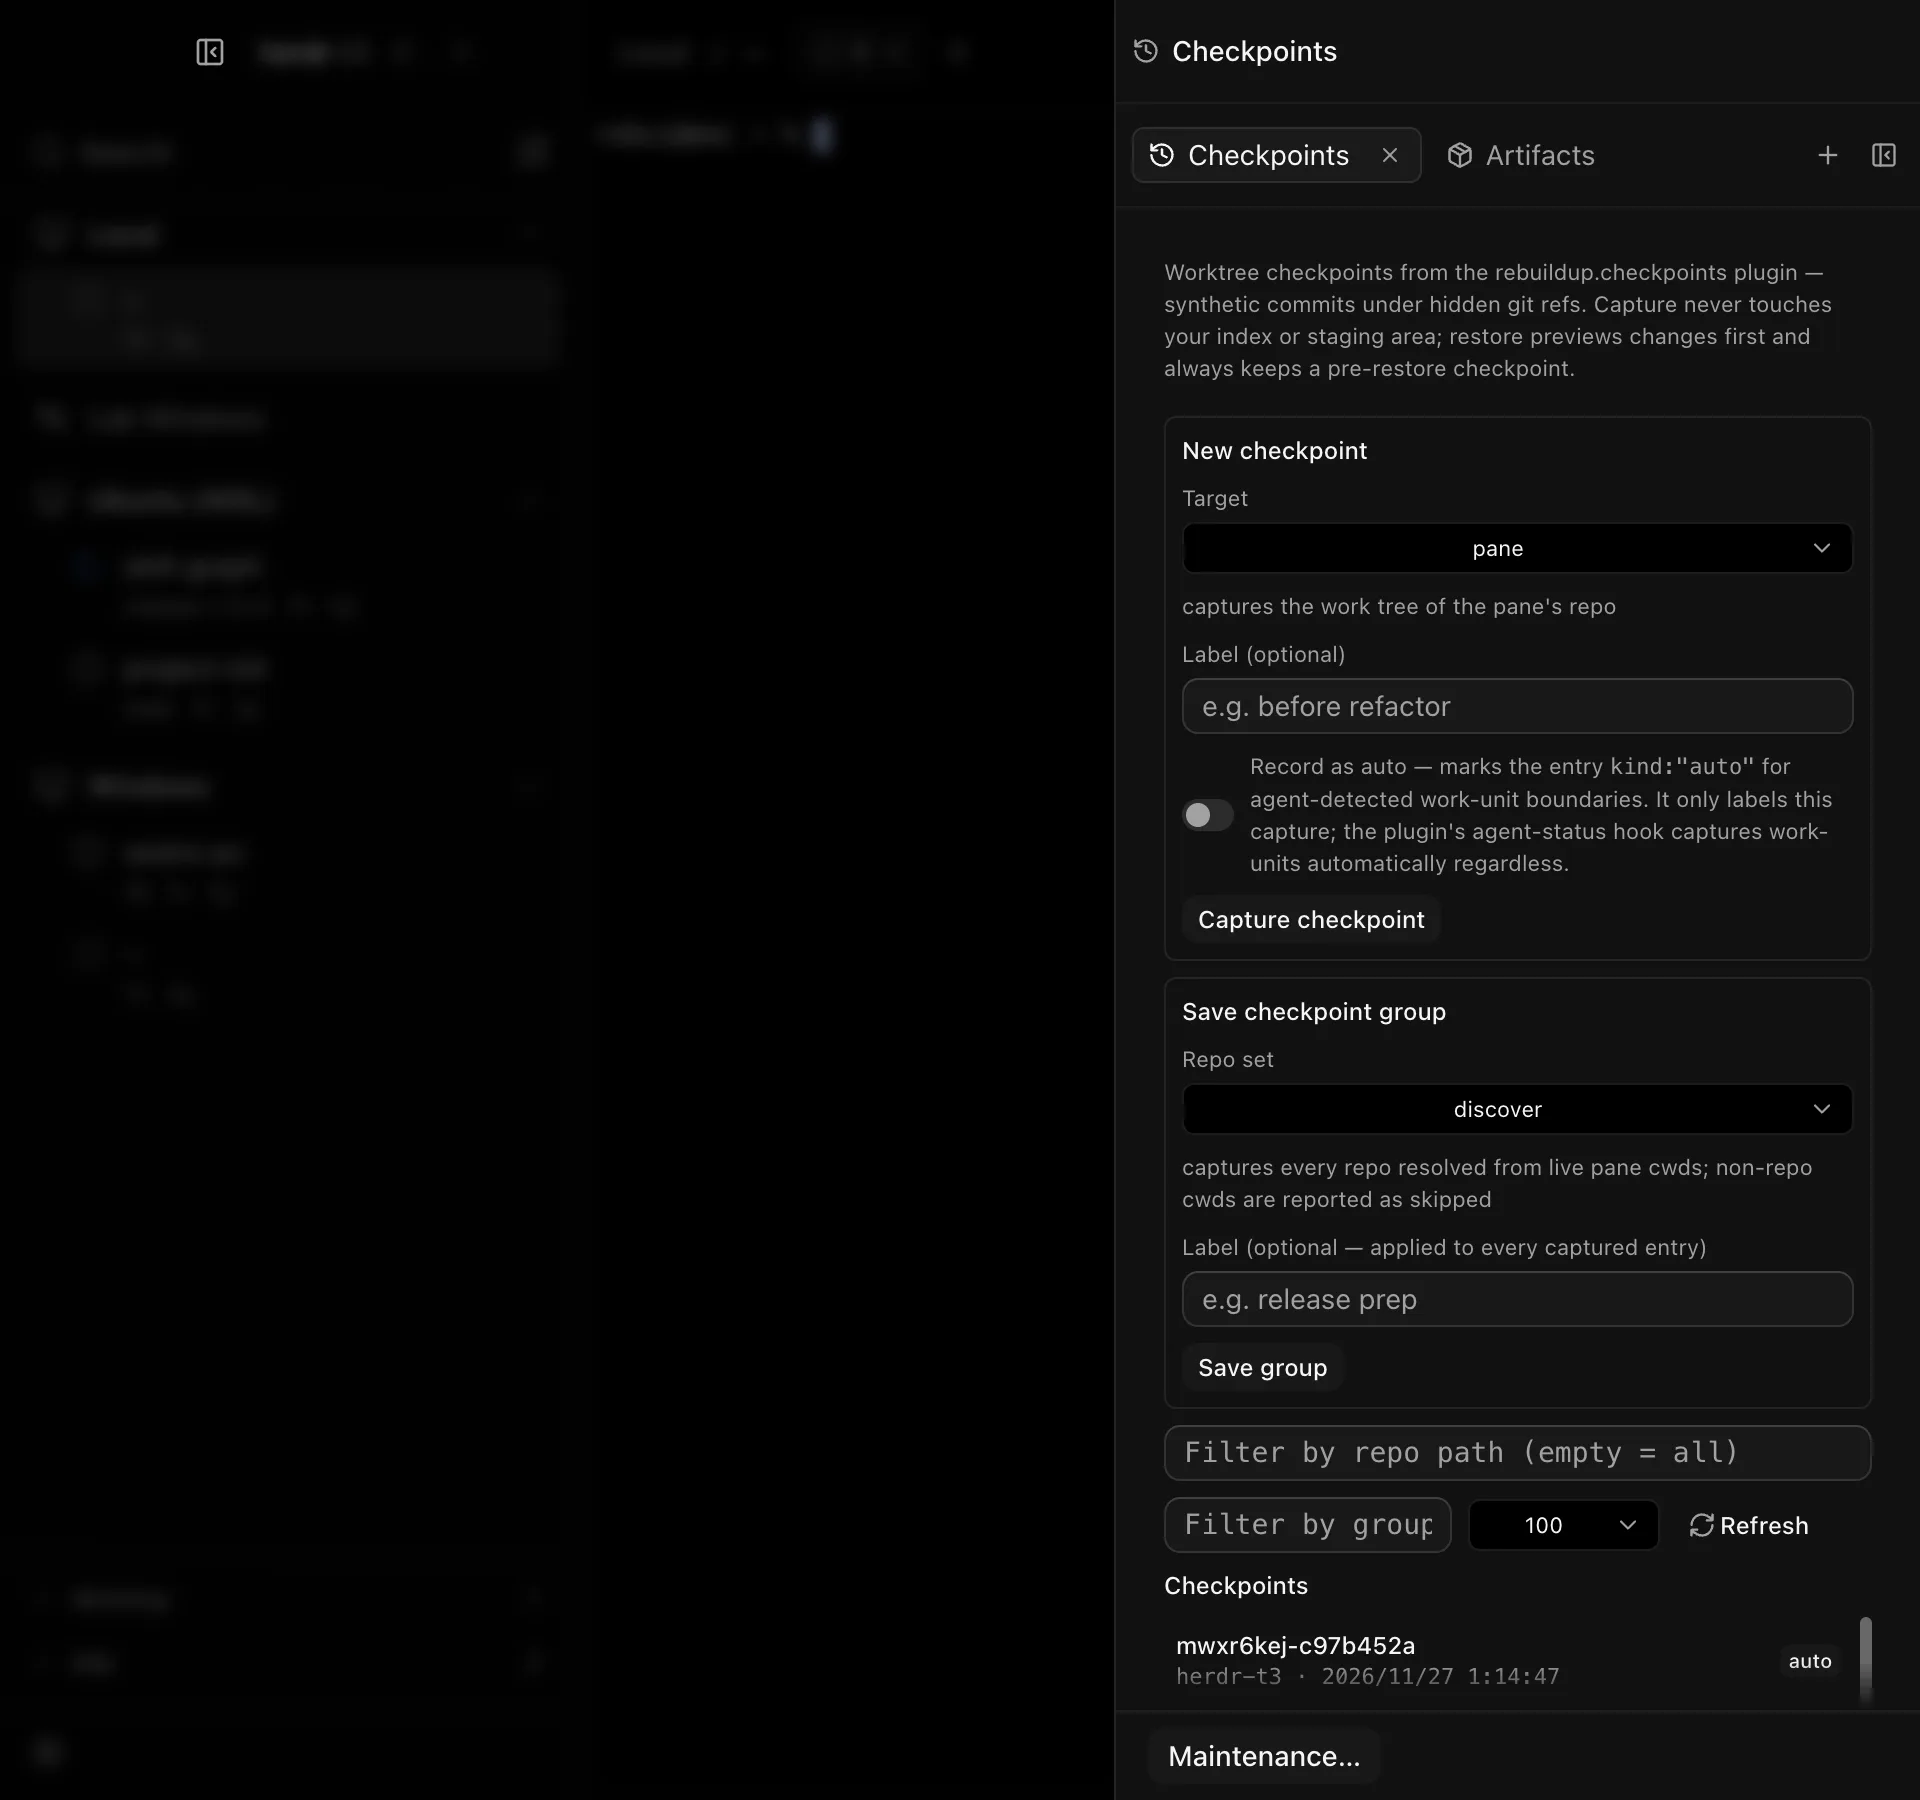 Checkpoints
Checkpoints
Artifacts
Worktree checkpoints from the rebuildup.checkpoints plugin —
synthetic commits under hidden git refs. Capture never touches
your index or staging area; restore previews changes first and
always keeps a pre-restore checkpoint.
New checkpoint
Target
pane
captures the work tree of the pane's repo
Label (optional)
e.g. before refactor
Record as auto — marks the entry kind:"auto" for
agent-detected work-unit boundaries. It only labels this
capture; the plugin's agent-status hook captures work-
units automatically regardless.
Capture checkpoint
Save checkpoint group
Repo set
discover
captures every repo resolved from live pane cwds; non-repo
cwds are reported as skipped
Label (optional — applied to every captured entry)
e.g. release prep
Save group
Filter by repo path (empty = all)
Filter by group
100
Refresh
Checkpoints
mwxr6kej-c97b452a
auto
herdr-t3 · 2026/11/27 1:14:47
Maintenance...